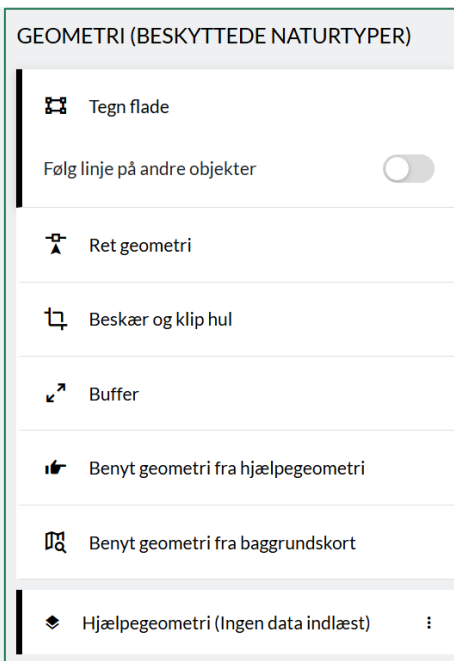 GEOMETRI (BESKYTTEDE NATURTYPER)
Tegn flade
Følg linje på andre objekter
Ret geometri
Beskær og klip hul
Buffer
Benyt geometri fra hjælpegeometri
Benyt geometri fra baggrundskort
Hjælpegeometri (Ingen data indlæst)